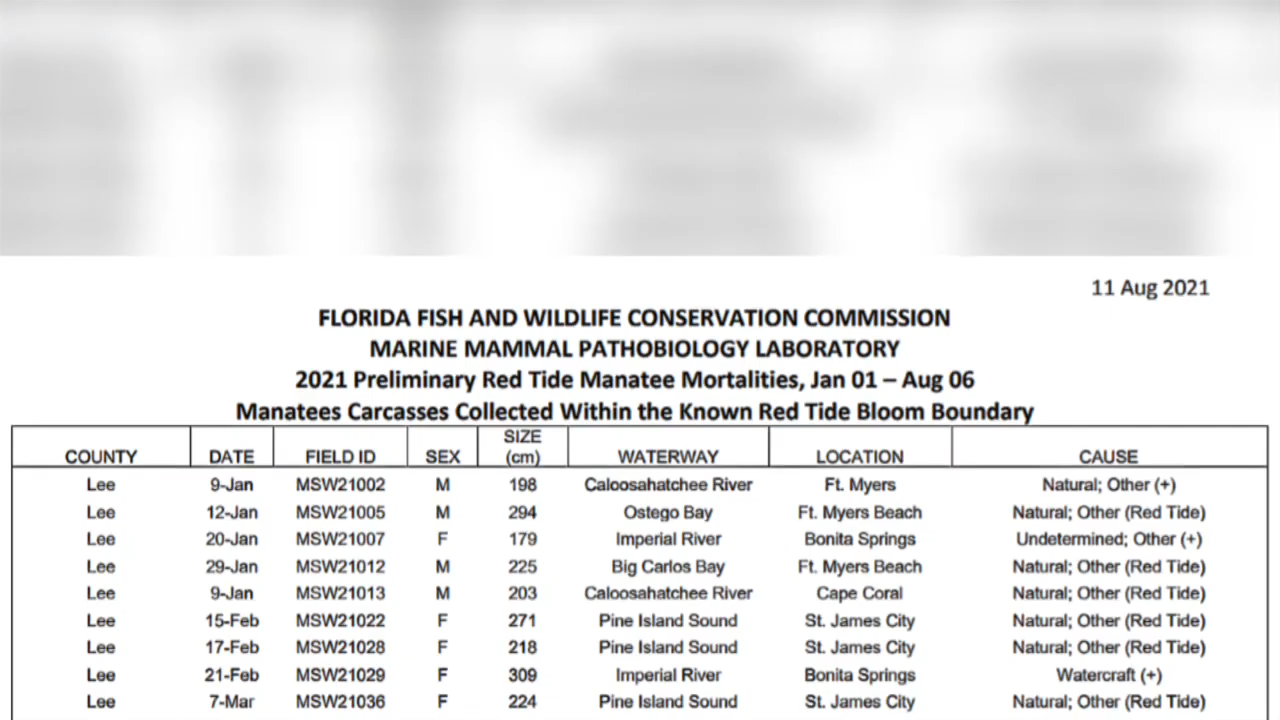 11 Aug 2021
FLORIDA FISH AND WILDLIFE CONSERVATION COMMISSION
MARINE MAMMAL PATHOBIOLOGY LABORATORY
2021 Preliminary Red Tide Manatee Mortalities, Jan 01 – Aug 06
Manatees Carcasses Collected Within the Known Red Tide Bloom Boundary
COUNTY DATE FIELD ID SEX SIZE (cm) WATERWAY LOCATION CAUSE
Lee 9-Jan MSW21002 M 198 Caloosahatchee River Ft. Myers Natural; Other (+)
Lee 12-Jan MSW21005 M 294 Ostego Bay Ft. Myers Beach Natural; Other (Red Tide)
Lee 20-Jan MSW21007 F 179 Imperial River Bonita Springs Undetermined; Other (+)
Lee 29-Jan MSW21012 M 225 Big Carlos Bay Ft. Myers Beach Natural; Other (Red Tide)
Lee 9-Jan MSW21013 M 203 Caloosahatchee River Cape Coral Natural; Other (Red Tide)
Lee 15-Feb MSW21022 F 271 Pine Island Sound St. James City Natural; Other (Red Tide)
Lee 17-Feb MSW21028 F 218 Pine Island Sound St. James City Natural; Other (Red Tide)
Lee 21-Feb MSW21029 F 309 Imperial River Bonita Springs Watercraft (+)
Lee 7-Mar MSW21036 F 224 Pine Island Sound St. James City Natural; Other (Red Tide)